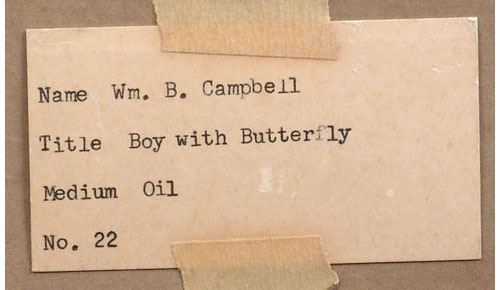 Name Wm. B. Campbell
Title Boy with Butterfly
Medium Oil
No. 22